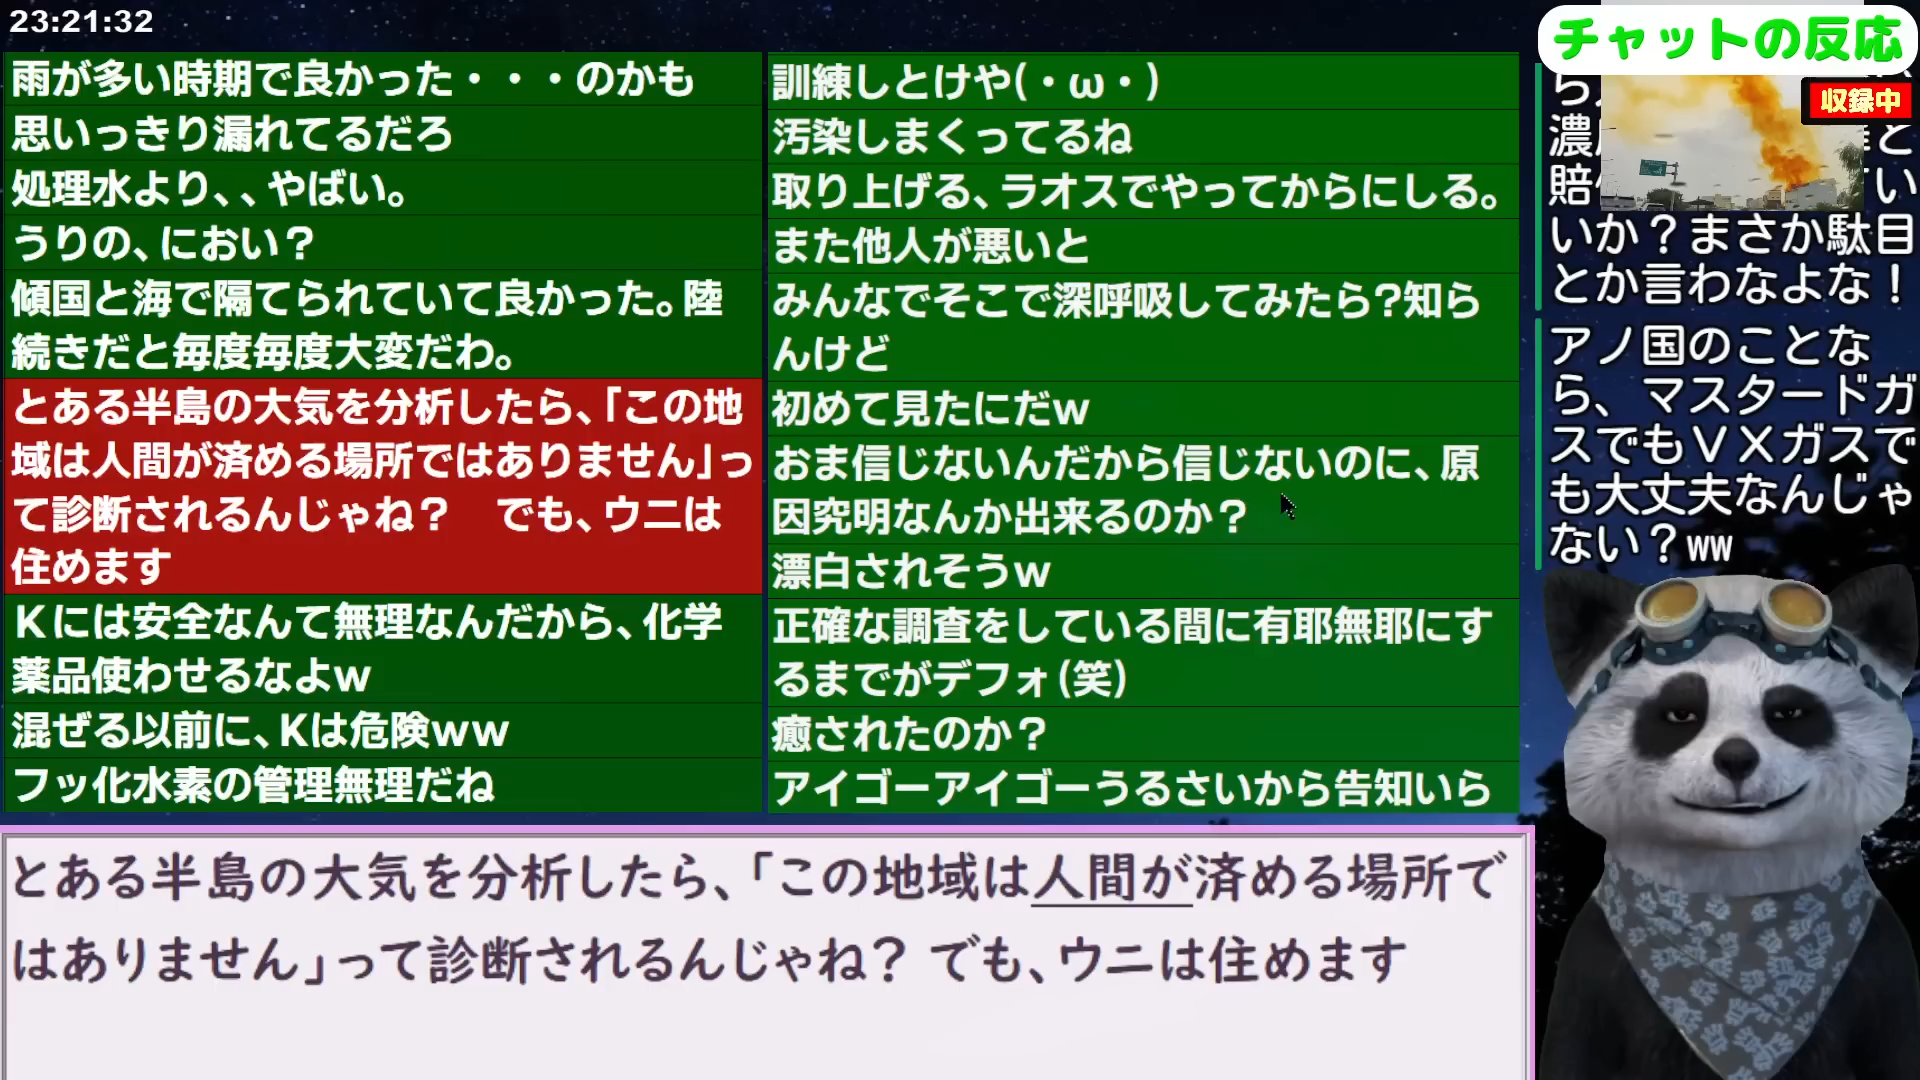 23:21:32
雨が多い時期で良かった・・・のかも
思いっきり漏れてるだろ
処理水より、、やばい。
うりの、におい？
傾国と海で隔てられていて良かった。陸
続きだと毎度毎度大変だわ。
とある半島の大気を分析したら、「この地
域は人間が済める場所ではありません」っ
て診断されるんじゃね？　でも、ウニは
住めます
Ｋには安全なんて無理なんだから、化学
薬品使わせるなよｗ
混ぜる以前に、Kは危険ｗｗ
フッ化水素の管理無理だね
訓練しとけや(・ω・)
汚染しまくってるね
取り上げる、ラオスでやってからにしる。
また他人が悪いと
みんなでそこで深呼吸してみたら?知ら
んけど
初めて見たにだｗ
おま信じないんだから信じないのに、原
因究明なんか出来るのか？
漂白されそうｗ
正確な調査をしている間に有耶無耶にす
るまでがデフォ(笑)
癒されたのか？
アイゴーアイゴーうるさいから告知いら
チャットの反応
収録中
ら
濃
と
賠
い
いか？まさか駄目
とか言わなよな！
アノ国のことな
ら、マスタードガ
スでもＶＸガスで
も大丈夫なんじゃ
ない？ww
とある半島の大気を分析したら、「この地域は人間が済める場所で
はありません」って診断されるんじゃね？ でも、ウニは住めます